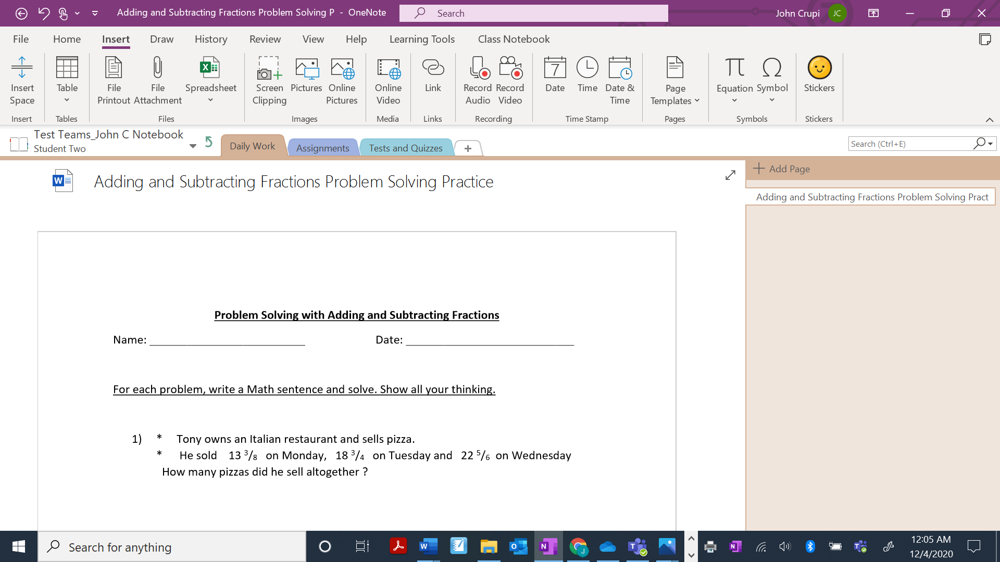 Adding and Subtracting Fractions Problem Solving P - OneNote
Search
John Crupi
JC
File Home Insert Draw History Review View Help Learning Tools Class Notebook
Insert Space
Table
File Printout
File Attachment
Spreadsheet
Screen Clipping
Pictures
Online Pictures
Online Video
Link
Record Audio
Record Video
7
Date
Time
Date & Time
Page Templates
π
Equation
Ω
Symbol
Stickers
Insert Tables Files Images Media Links Recording Time Stamp Pages Symbols Stickers
Test Teams_John C Notebook
Student Two
Daily Work Assignments Tests and Quizzes +
Search (Ctrl+E)
Adding and Subtracting Fractions Problem Solving Practice
Add Page
Adding and Subtracting Fractions Problem Solving Pract
Problem Solving with Adding and Subtracting Fractions
Name: ___________________________ Date: _____________________________
For each problem, write a Math sentence and solve. Show all your thinking.
1) * Tony owns an Italian restaurant and sells pizza.
* He sold 13 3/8 on Monday, 18 3/4 on Tuesday and 22 5/6 on Wednesday
How many pizzas did he sell altogether ?
Search for anything
12:05 AM
12/4/2020